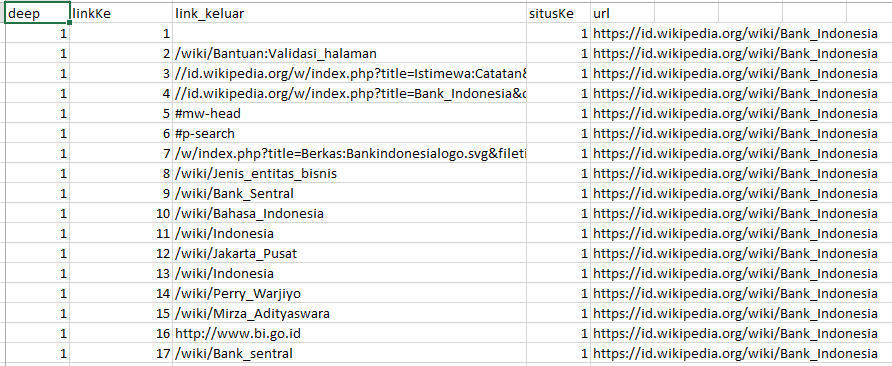 deep linkKe link_keluar situsKe url
1 1 1 https://id.wikipedia.org/wiki/Bank_Indonesia
1 2 /wiki/Bantuan:Validasi_halaman 1 https://id.wikipedia.org/wiki/Bank_Indonesia
1 3 //id.wikipedia.org/w/index.php?title=Istimewa:Catatan& 1 https://id.wikipedia.org/wiki/Bank_Indonesia
1 4 //id.wikipedia.org/w/index.php?title=Bank_Indonesia& 1 https://id.wikipedia.org/wiki/Bank_Indonesia
1 5 #mw-head 1 https://id.wikipedia.org/wiki/Bank_Indonesia
1 6 #p-search 1 https://id.wikipedia.org/wiki/Bank_Indonesia
1 7 /w/index.php?title=Berkas:Bankindonesialogo.svg&fileti 1 https://id.wikipedia.org/wiki/Bank_Indonesia
1 8 /wiki/Jenis_entitas_bisnis 1 https://id.wikipedia.org/wiki/Bank_Indonesia
1 9 /wiki/Bank_Sentral 1 https://id.wikipedia.org/wiki/Bank_Indonesia
1 10 /wiki/Bahasa_Indonesia 1 https://id.wikipedia.org/wiki/Bank_Indonesia
1 11 /wiki/Indonesia 1 https://id.wikipedia.org/wiki/Bank_Indonesia
1 12 /wiki/Jakarta_Pusat 1 https://id.wikipedia.org/wiki/Bank_Indonesia
1 13 /wiki/Indonesia 1 https://id.wikipedia.org/wiki/Bank_Indonesia
1 14 /wiki/Perry_Warjiyo 1 https://id.wikipedia.org/wiki/Bank_Indonesia
1 15 /wiki/Mirza_Adityaswara 1 https://id.wikipedia.org/wiki/Bank_Indonesia
1 16 http://www.bi.go.id 1 https://id.wikipedia.org/wiki/Bank_Indonesia
1 17 /wiki/Bank_sentral 1 https://id.wikipedia.org/wiki/Bank_Indonesia